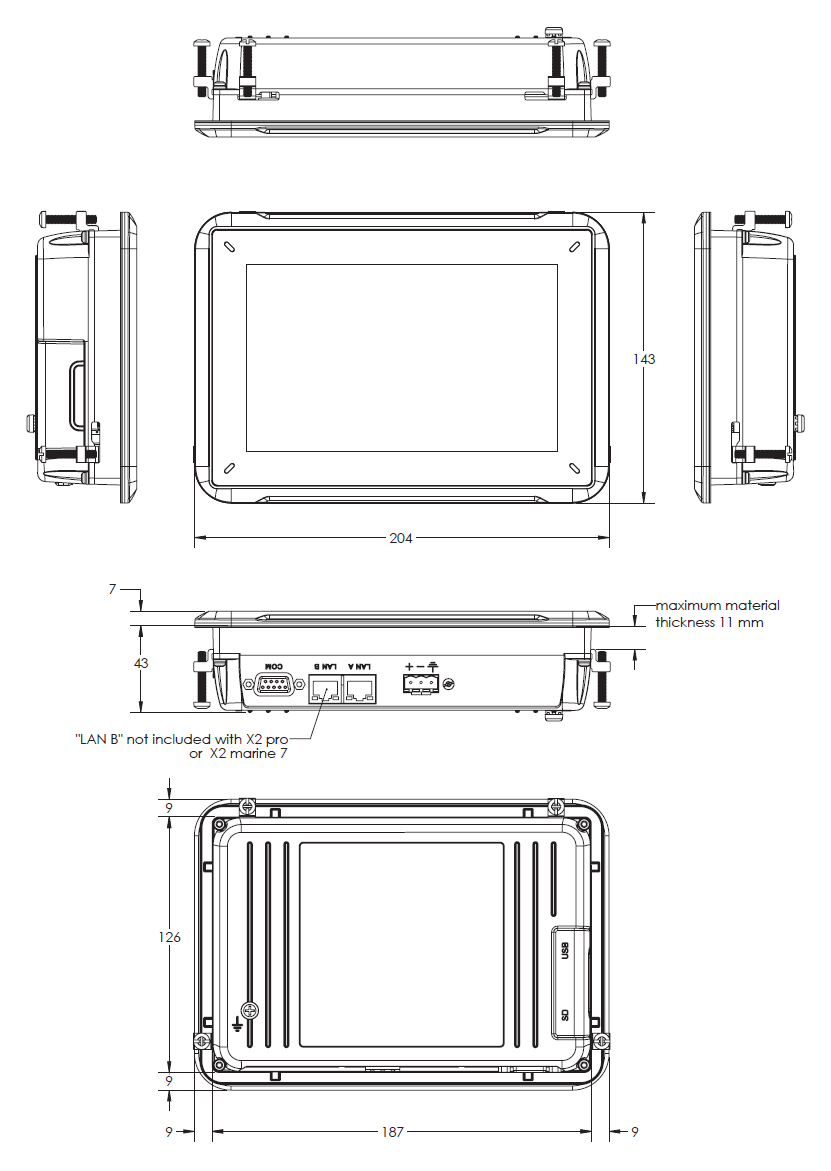 143
204
7
maximum material
thickness 11 mm
43
COM
LAN B
LAN A
+ −
"LAN B" not included with X2 pro
or X2 marine 7
9
126
USB
SD
9
9
187
9